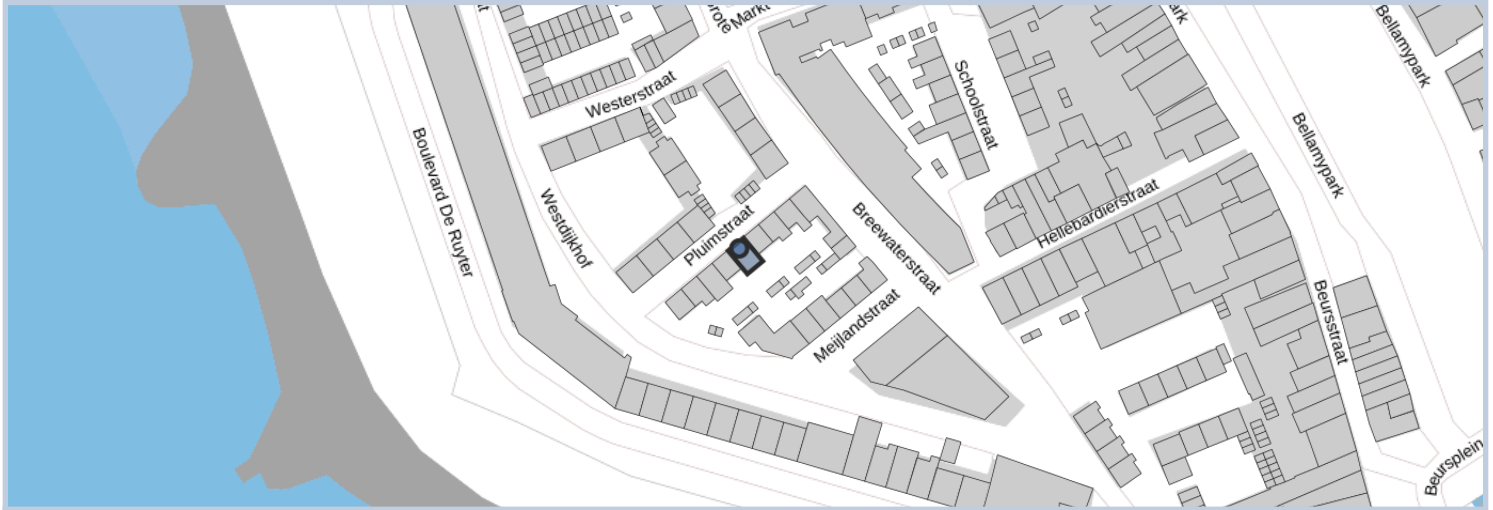 Markt
Bellamypark
Westerstraat
Schoolstraat
Boulevard De Ruyter
Bellamypark
Westdijkhof
Pluimstraat
Hellebardierstraat
Breewaterstraat
Meijlandstraat
Beursstraat
Beursplein